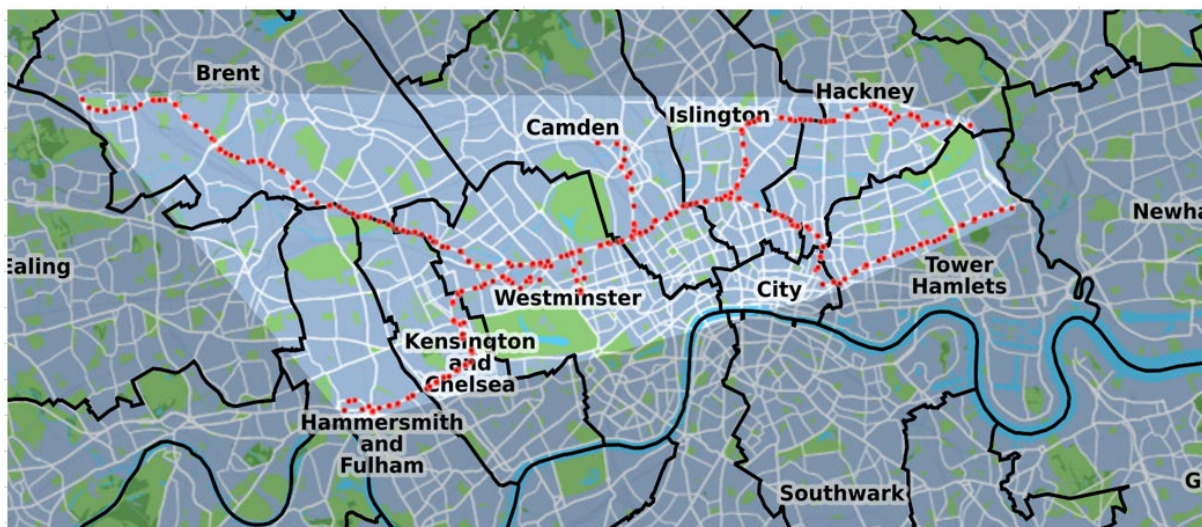 Brent
Hackney
Islington
Camden
Newha
Ealing
Tower
Hamlets
City
Westminster
Kensington
and
Chelsea
Hammersmith
and
Fulham
Southwark
G